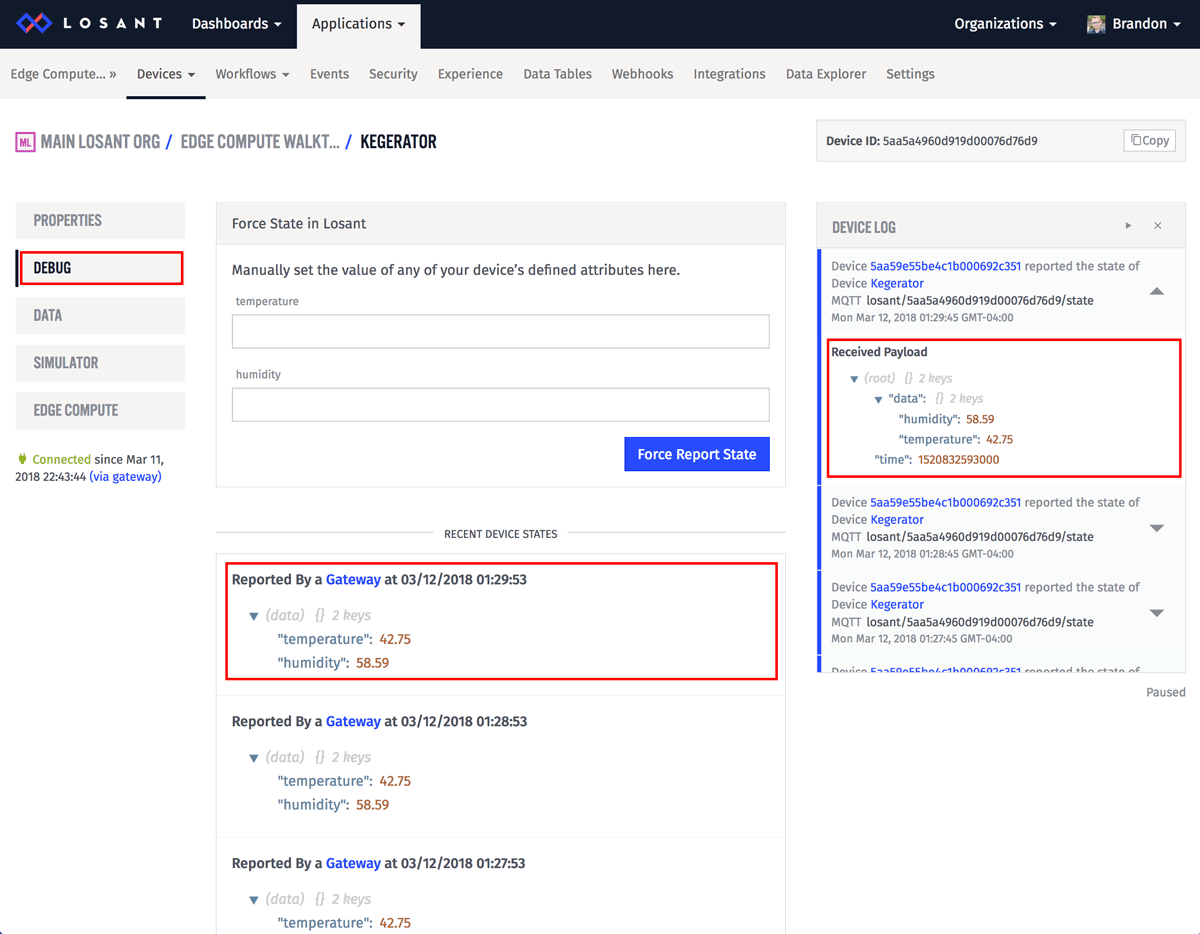 LOSANT Dashboards Applications Organizations Brandon
Edge Compute... » Devices Workflows Events Security Experience Data Tables Webhooks Integrations Data Explorer Settings
ML MAIN LOSANT ORG / EDGE COMPUTE WALKT... / KEGERATOR
Device ID: 5aa5a4960d919d00076d76d9 Copy
PROPERTIES
DEBUG
DATA
SIMULATOR
EDGE COMPUTE
Connected since Mar 11,
2018 22:43:44 (via gateway)
Force State in Losant
Manually set the value of any of your device's defined attributes here.
temperature
humidity
Force Report State
RECENT DEVICE STATES
Reported By a Gateway at 03/12/2018 01:29:53
(data) {} 2 keys
"temperature": 42.75
"humidity": 58.59
Reported By a Gateway at 03/12/2018 01:28:53
(data) {} 2 keys
"temperature": 42.75
"humidity": 58.59
Reported By a Gateway at 03/12/2018 01:27:53
(data) {} 2 keys
"temperature": 42.75
DEVICE LOG
Device 5aa59e55be4c1b000692c351 reported the state of
Device Kegerator
MQTT losant/5aa5a4960d919d00076d76d9/state
Mon Mar 12, 2018 01:29:45 GMT-04:00
Received Payload
(root) {} 2 keys
"data": {} 2 keys
"humidity": 58.59
"temperature": 42.75
"time": 1520832593000
Device 5aa59e55be4c1b000692c351 reported the state of
Device Kegerator
MQTT losant/5aa5a4960d919d00076d76d9/state
Mon Mar 12, 2018 01:28:45 GMT-04:00
Device 5aa59e55be4c1b000692c351 reported the state of
Device Kegerator
MQTT losant/5aa5a4960d919d00076d76d9/state
Mon Mar 12, 2018 01:27:45 GMT-04:00
Device 5aa59e55be4c1b000692c351 reported the state of
Paused